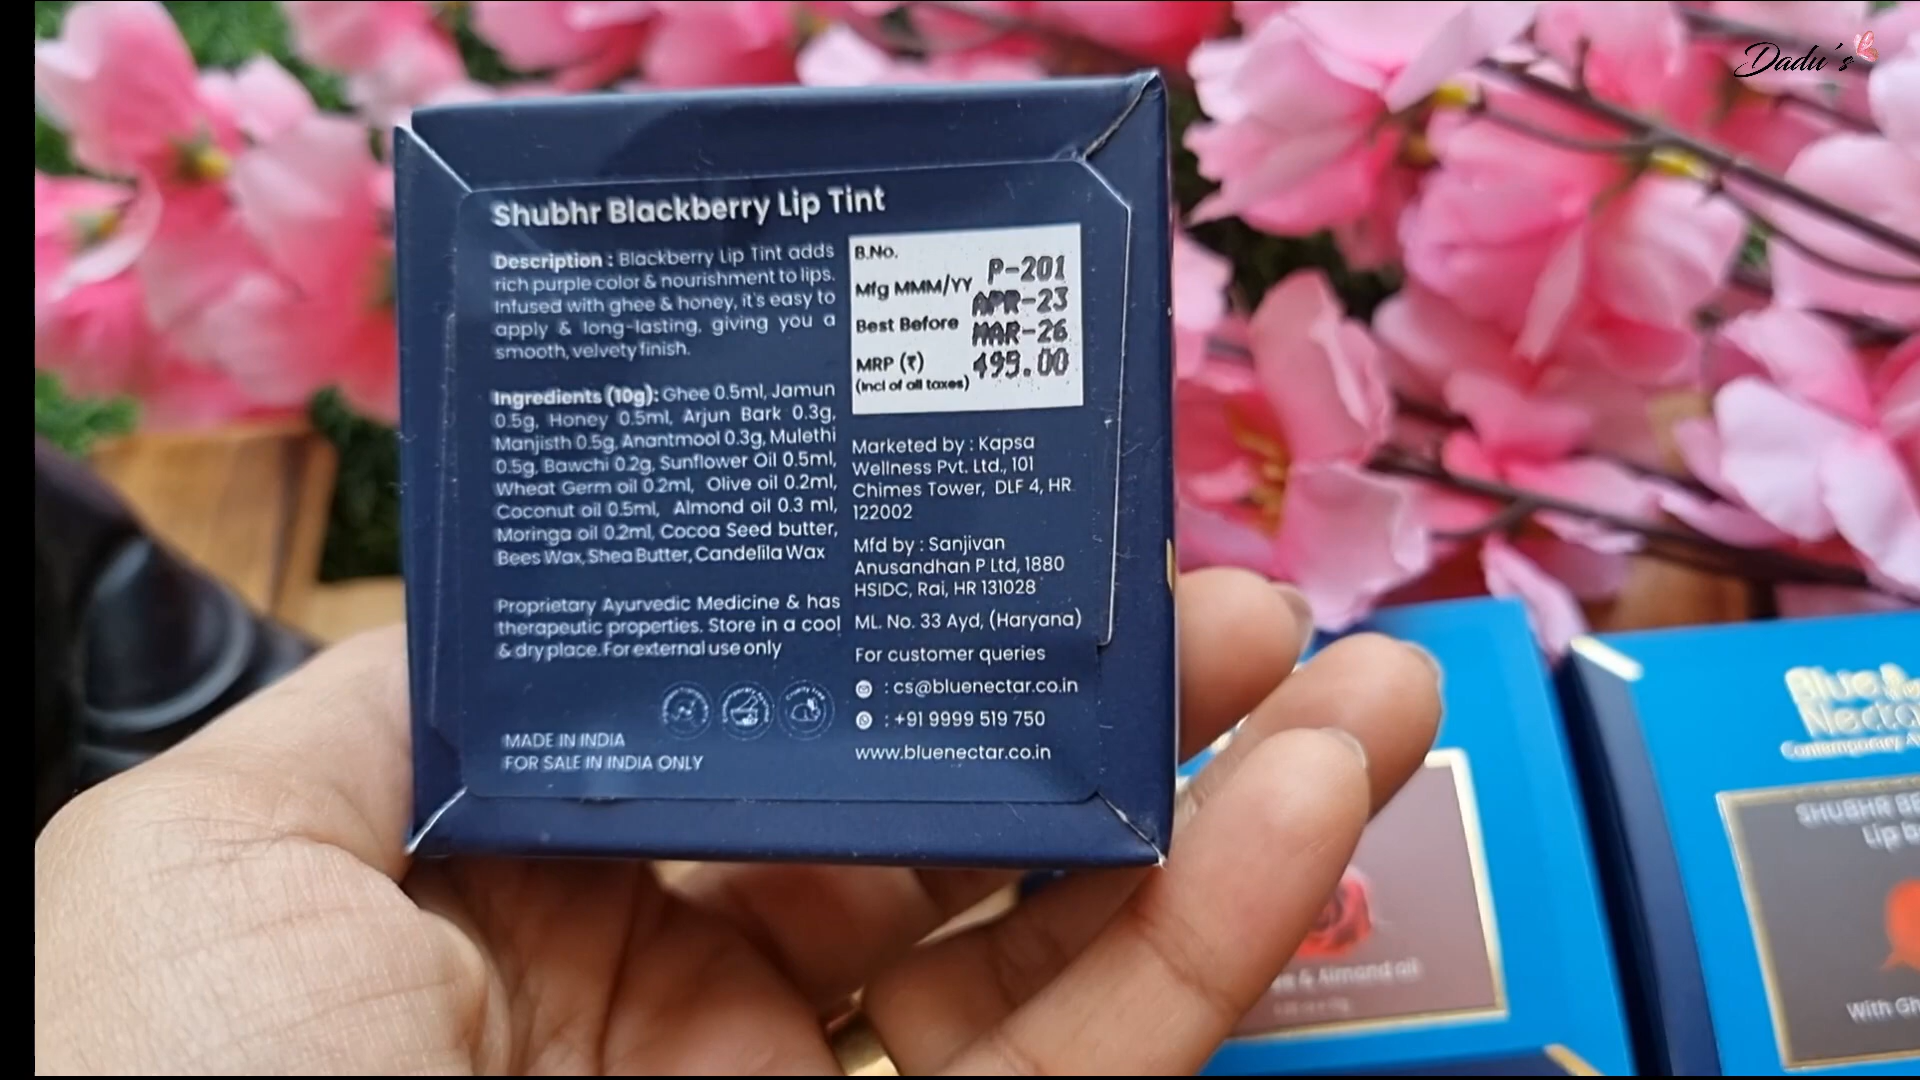 Dadu's
Shubhr Blackberry Lip Tint
Description : Blackberry Lip Tint adds
rich purple color & nourishment to lips.
Infused with ghee & honey, it's easy to
apply & long-lasting, giving you a
smooth, velvety finish.
Ingredients (10g): Ghee 0.5ml, Jamun
0.5g, Honey 0.5ml, Arjun Bark 0.3g,
Manjisth 0.5g, Anantmool 0.3g, Mulethi
0.5g, Bawchi 0.2g, Sunflower Oil 0.5ml,
Wheat Germ oil 0.2ml, Olive oil 0.2ml,
Coconut oil 0.5ml, Almond oil 0.3 ml,
Moringa oil 0.2ml, Cocoa Seed butter,
Bees Wax, Shea Butter, Candelila Wax
Proprietary Ayurvedic Medicine & has
therapeutic properties. Store in a cool
& dry place. For external use only
MADE IN INDIA
FOR SALE IN INDIA ONLY
B.No. P-201
Mfg MMM/YY APR-23
Best Before MAR-26
MRP (₹) 495.00
(incl of all taxes)
Marketed by : Kapsa
Wellness Pvt. Ltd., 101
Chimes Tower, DLF 4, HR
122002
Mfd by : Sanjivan
Anusandhan P Ltd, 1880
HSIDC, Rai, HR 131028
ML. No. 33 Ayd, (Haryana)
For customer queries
: cs@bluenectar.co.in
: +91 9999 519 750
www.bluenectar.co.in
& Almond oil
Blue
Contemporary
SHUBHR
Lip
With